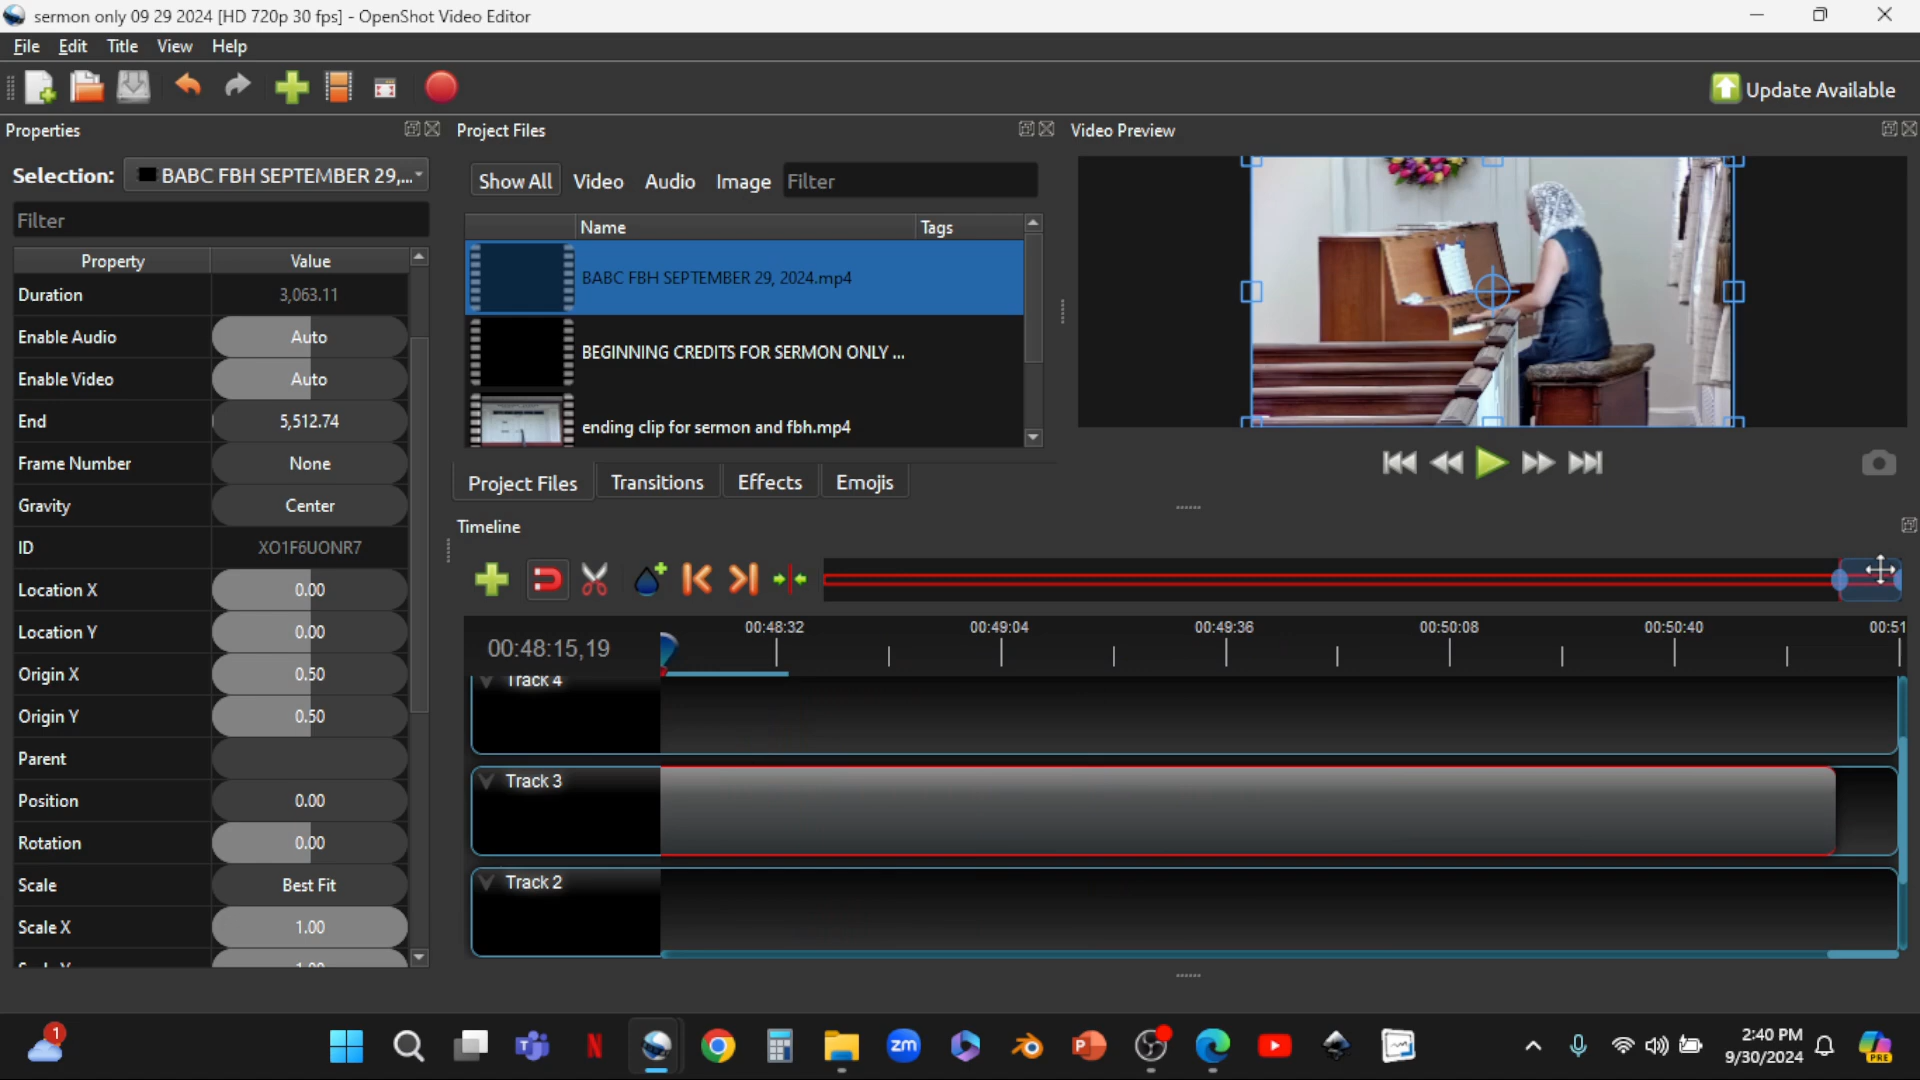 sermon only 09 29 2024 [HD 720p 30 fps] - OpenShot Video Editor
File Edit Title View Help
Update Available
Properties
Project Files
Video Preview
Selection: BABC FBH SEPTEMBER 29,...
Show All Video Audio Image Filter
Filter
Name Tags
Property Value
BABC FBH SEPTEMBER 29, 2024.mp4
Duration 3,063.11
Enable Audio Auto
BEGINNING CREDITS FOR SERMON ONLY ...
Enable Video Auto
End 5,512.74
ending clip for sermon and fbh.mp4
Frame Number None
Project Files Transitions Effects Emojis
Gravity Center
Timeline
ID XO1F6UONR7
Location X 0.00
Location Y 0.00
00:48:15,19
00:48:32 00:49:04 00:49:36 00:50:08 00:50:40 00:51
Origin X 0.50
Track 4
Origin Y 0.50
Parent
Track 3
Position 0.00
Rotation 0.00
Scale Best Fit
Track 2
Scale X 1.00
1.00
1
zm
P
2:40 PM
9/30/2024
PRE